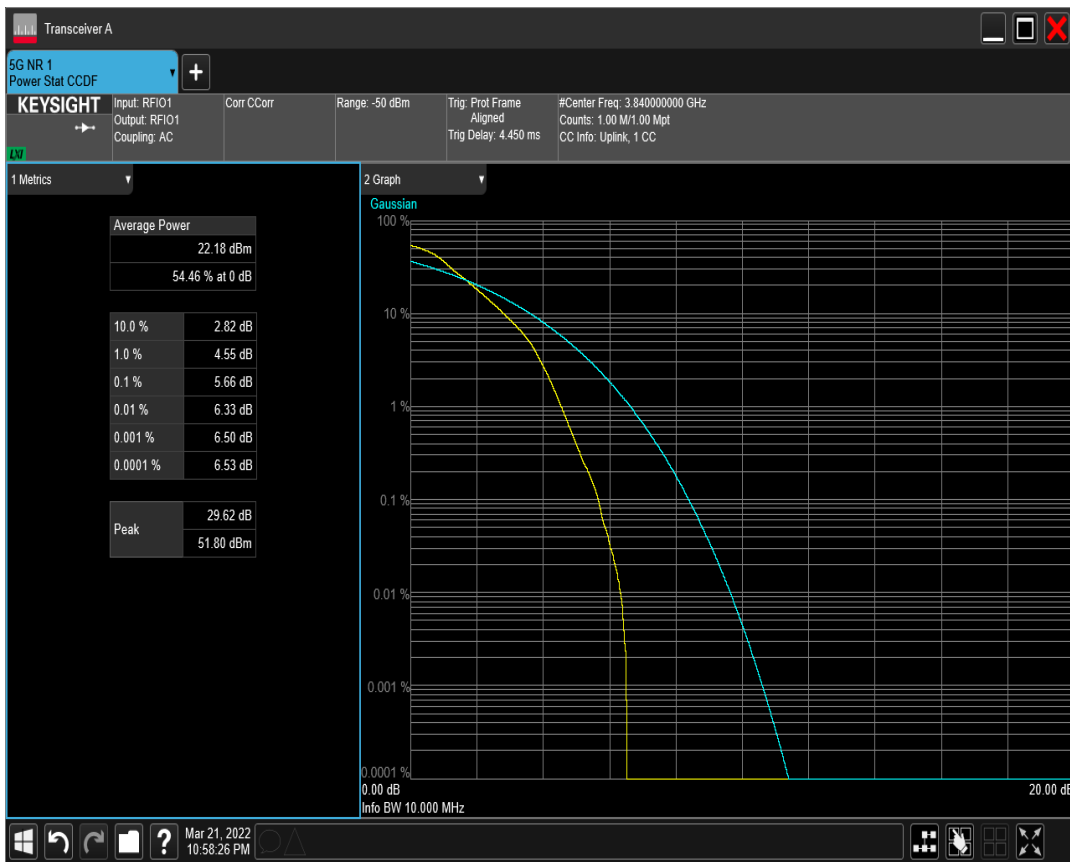 Transceiver A
5G NR 1
Power Stat CCDF
+
KEYSIGHT
LXI
Input: RFIO1
Output: RFIO1
Coupling: AC
Corr CCorr
Range: -50 dBm
Trig: Prot Frame
Aligned
Trig Delay: 4.450 ms
#Center Freq: 3.840000000 GHz
Counts: 1.00 M/1.00 Mpt
CC Info: Uplink, 1 CC
1 Metrics
Average Power
22.18 dBm
54.46 % at 0 dB
10.0 % 2.82 dB
1.0 % 4.55 dB
0.1 % 5.66 dB
0.01 % 6.33 dB
0.001 % 6.50 dB
0.0001 % 6.53 dB
Peak
29.62 dB
51.80 dBm
2 Graph
Gaussian
100 %
10 %
1 %
0.1 %
0.01 %
0.001 %
0.0001 %
0.00 dB 20.00 dB
Info BW 10.000 MHz
?
Mar 21, 2022
10:58:26 PM